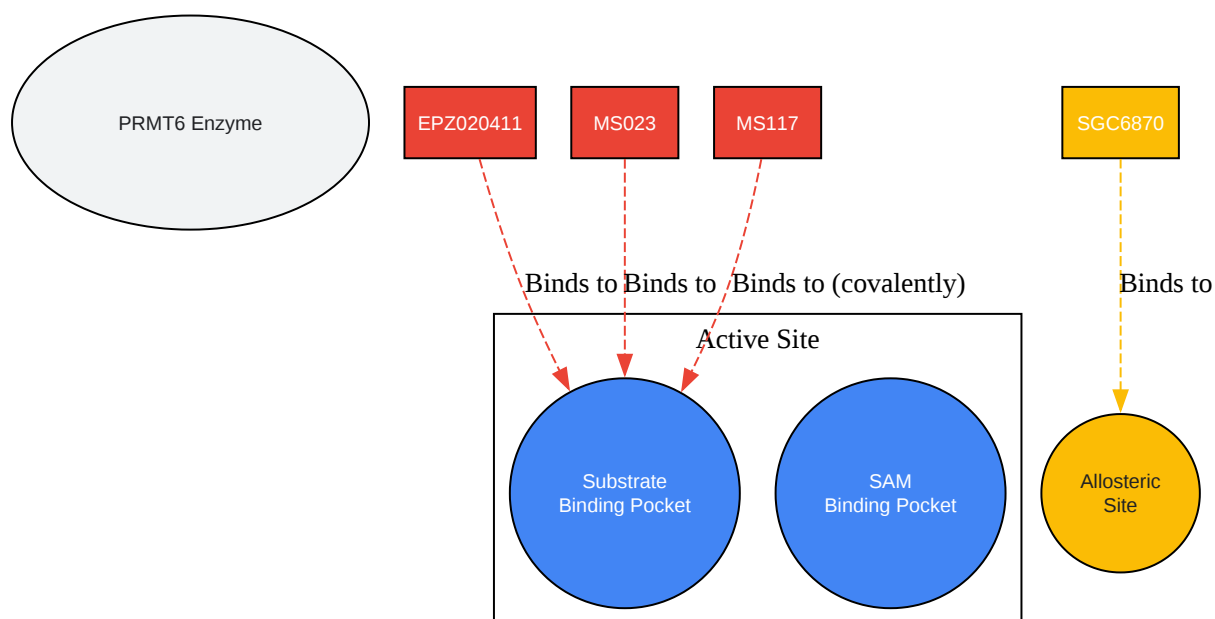 PRMT6 Enzyme
EPZ020411
MS023
MS117
SGC6870
Binds to
Binds to
Binds to (covalently)
Binds to
Active Site
Substrate
Binding Pocket
SAM
Binding Pocket
Allosteric
Site